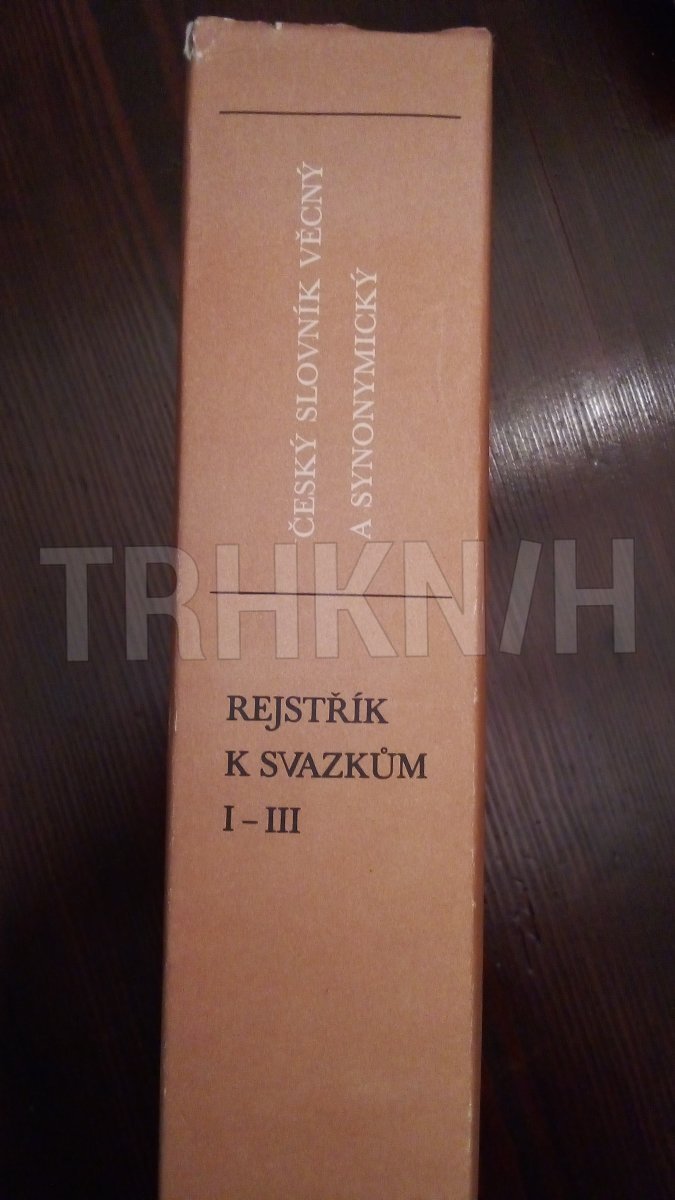 ČESKÝ SLOVNÍK VĚCNÝ
A SYNONYMICKÝ
TRHKNIH
REJSTŘÍK
K SVAZKŮM
I – III